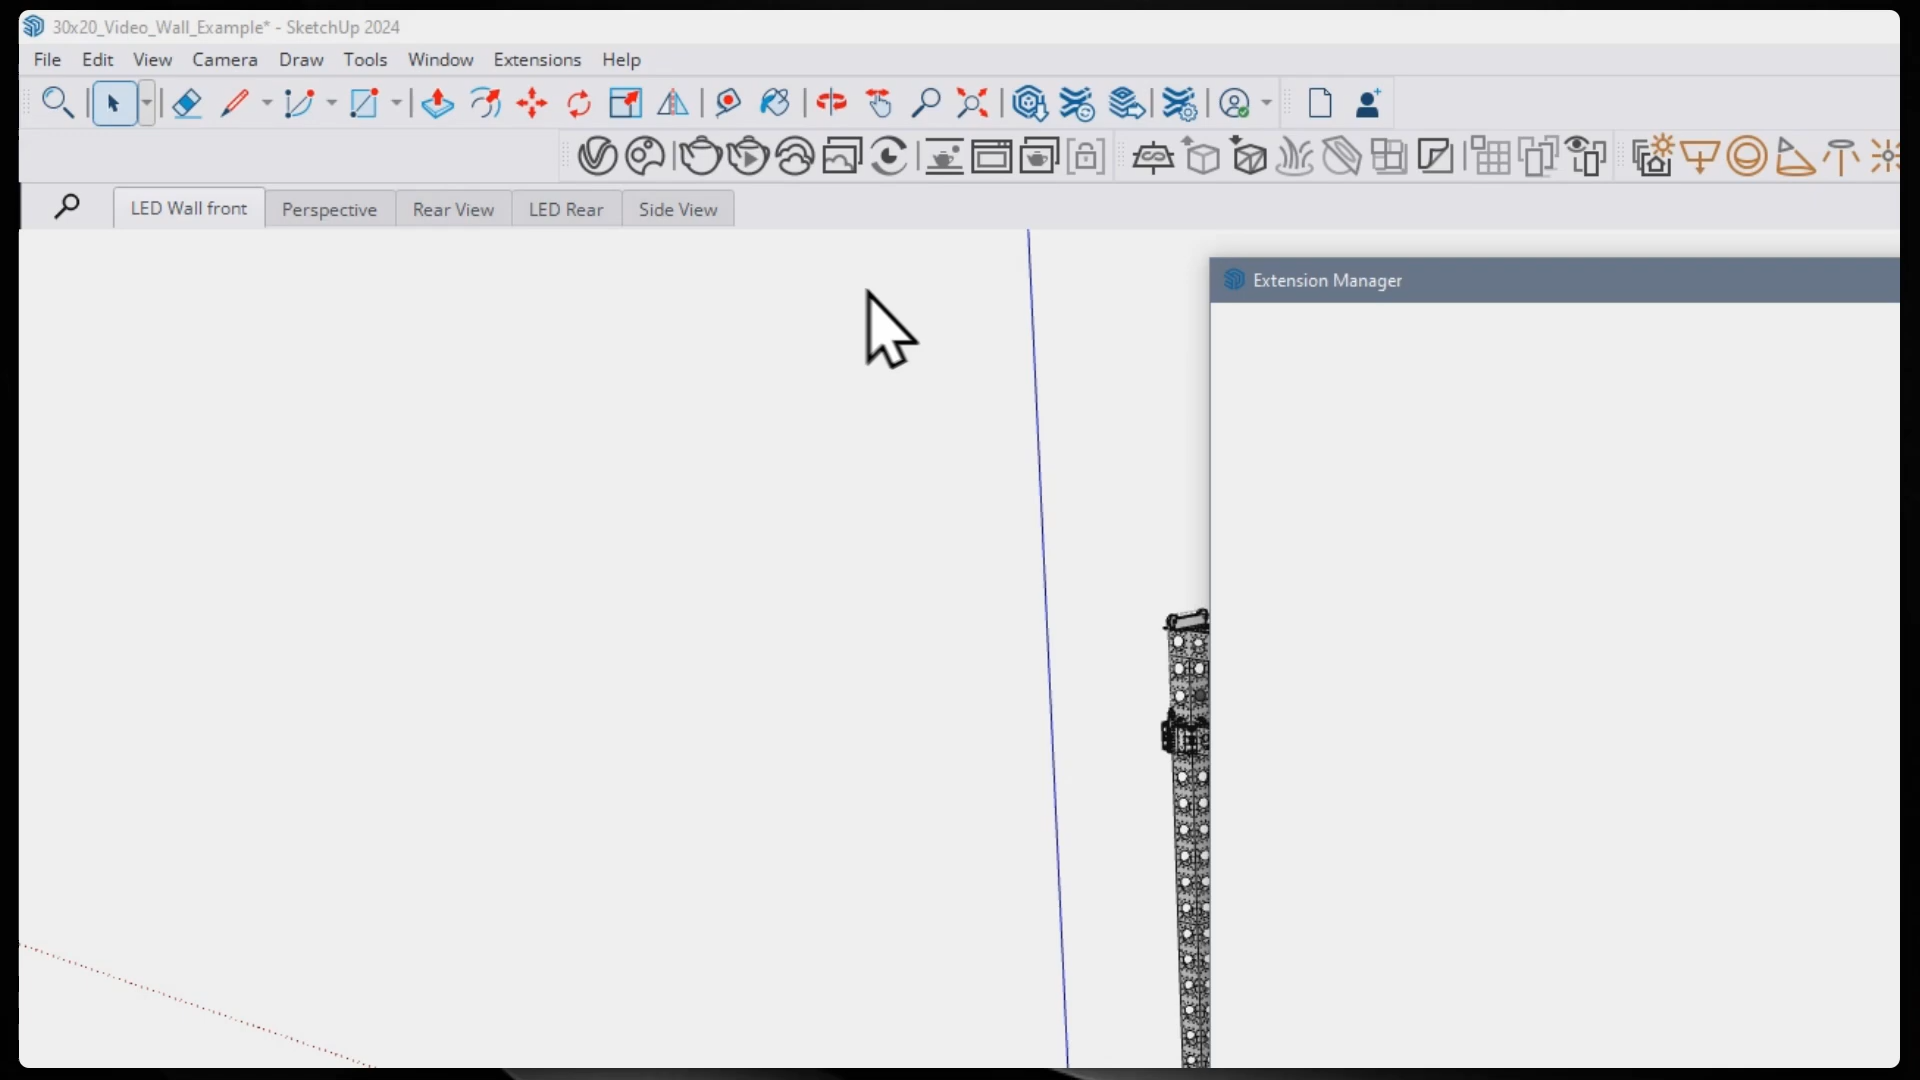 30x20_Video_Wall_Example* - SketchUp 2024
File Edit View Camera Draw Tools Window Extensions Help
LED Wall front Perspective Rear View LED Rear Side View
Extension Manager